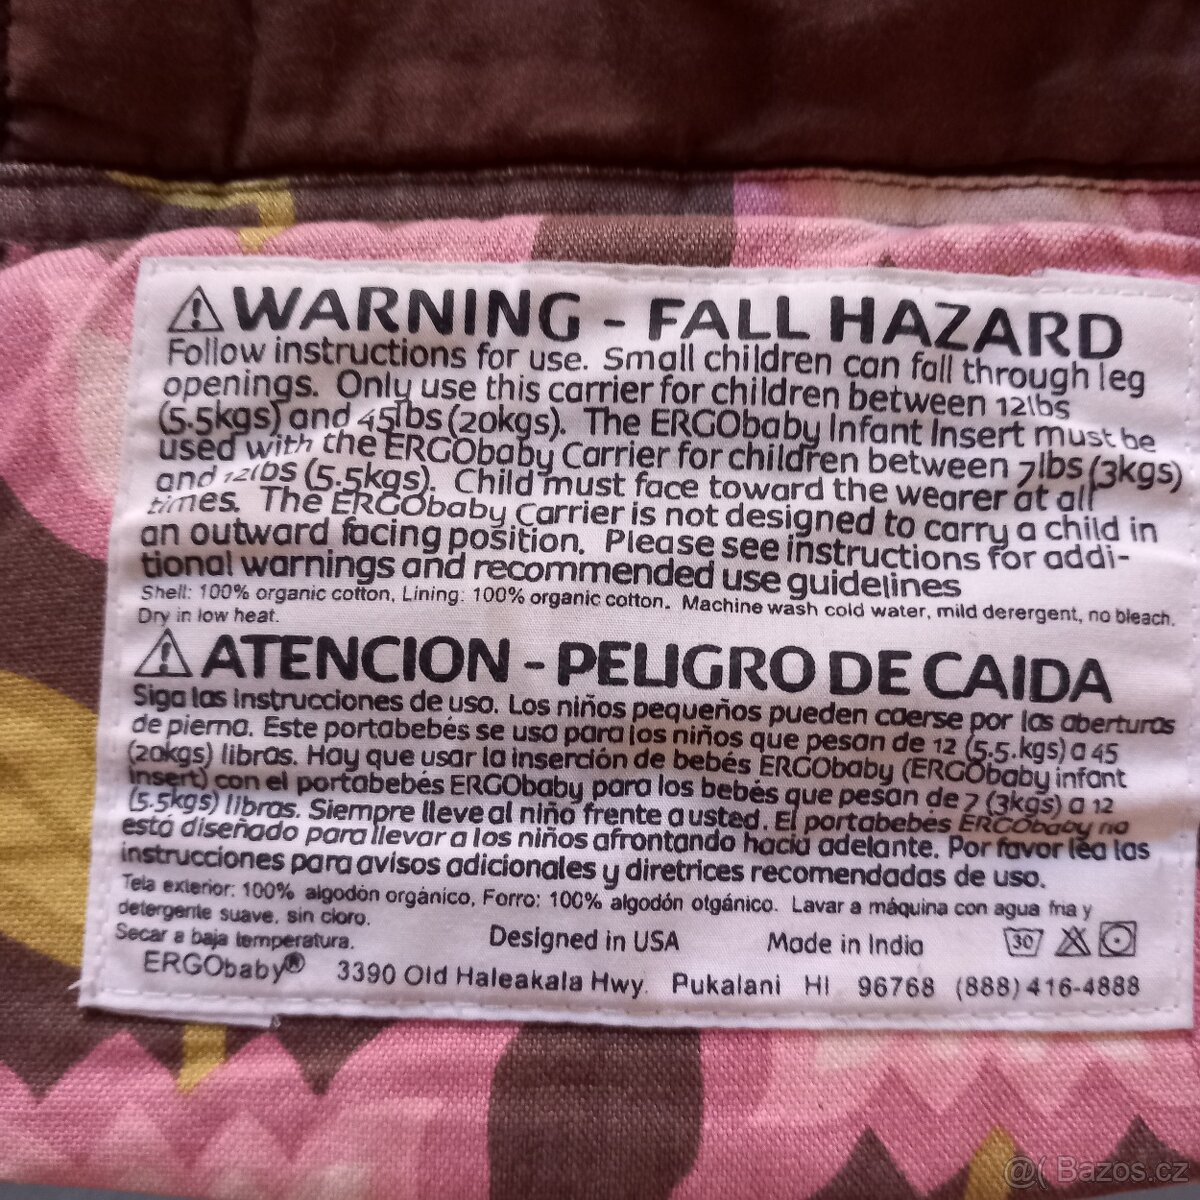 ⚠WARNING - FALL HAZARD
Follow instructions for use. Small children can fall through leg
openings. Only use this carrier for children between 12lbs
(5.5kgs) and 45lbs (20kgs). The ERGObaby Infant Insert must be
used with the ERGObaby Carrier for children between 7lbs (3kgs)
and 12lbs (5.5kgs). Child must face toward the wearer at all
times. The ERGObaby Carrier is not designed to carry a child in
an outward facing position. Please see instructions for addi-
tional warnings and recommended use guidelines
Shell: 100% organic cotton, Lining: 100% organic cotton. Machine wash cold water, mild derergent, no bleach.
Dry in low heat.
⚠ATENCION - PELIGRO DE CAIDA
Siga las instrucciones de uso. Los niños pequeños pueden caerse por las aberturas
de pierna. Este portabebés se usa para los niños que pesan de 12 (5.5.kgs) a 45
(20kgs) libras. Hay que usar la inserción de bebés ERGObaby (ERGObaby infant
insert) con el portabebés ERGObaby para los bebés que pesan de 7 (3kgs) a 12
(5.5kgs) libras. Siempre lleve al niño frente a usted. El portabebés ERGObaby no
está diseñado para llevar a los niños afrontando hacia adelante. Por favor lea las
instrucciones para avisos adicionales y diretrices recomendadas de uso.
Tela exterior: 100% algodón orgánico, Forro: 100% algodón otgánico. Lavar a máquina con agua fria y
detergente suave, sin cloro.
Secar a baja temperatura. Designed in USA Made in India 30
ERGObaby® 3390 Old Haleakala Hwy. Pukalani HI 96768 (888) 416-4888
@( Bazos.cz